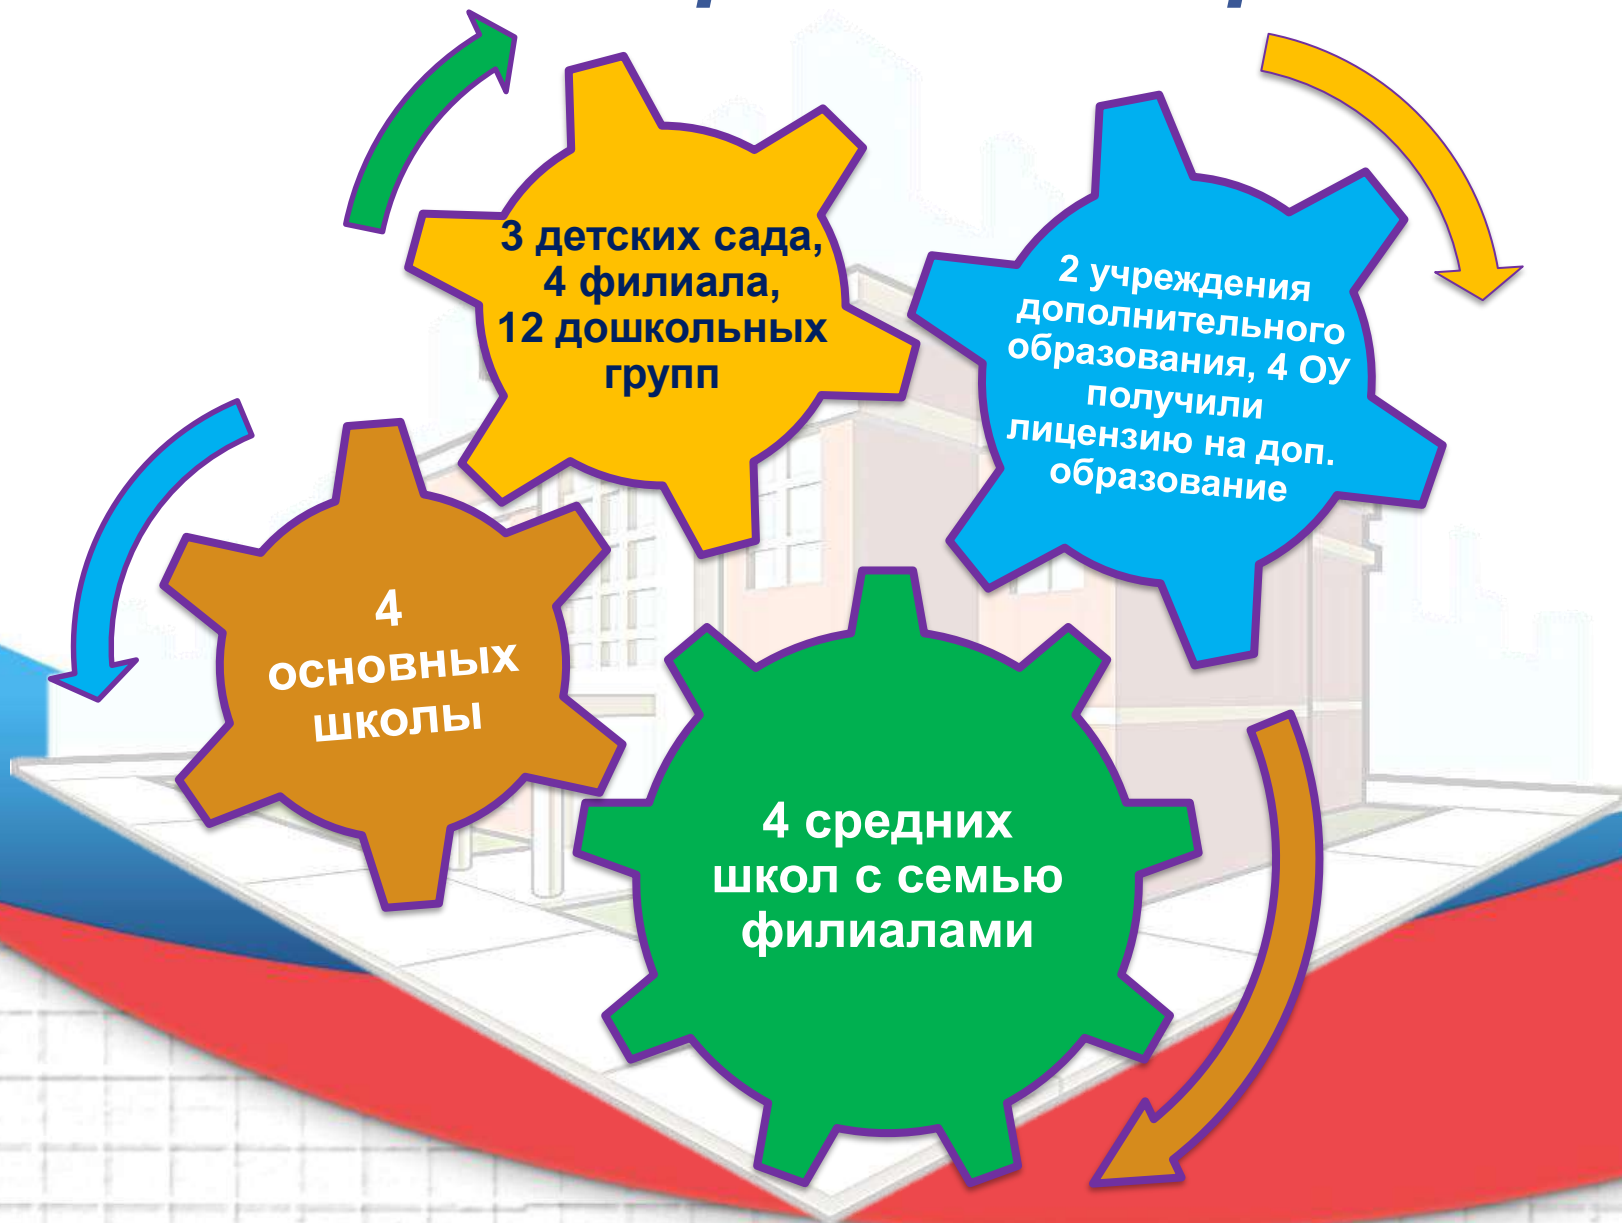 3 детских сада,
4 филиала,
12 дошкольных
групп
2 учреждения
дополнительного
образования, 4 ОУ
получили
лицензию на доп.
образование
4
основных
школы
4 средних
школ с семью
филиалами